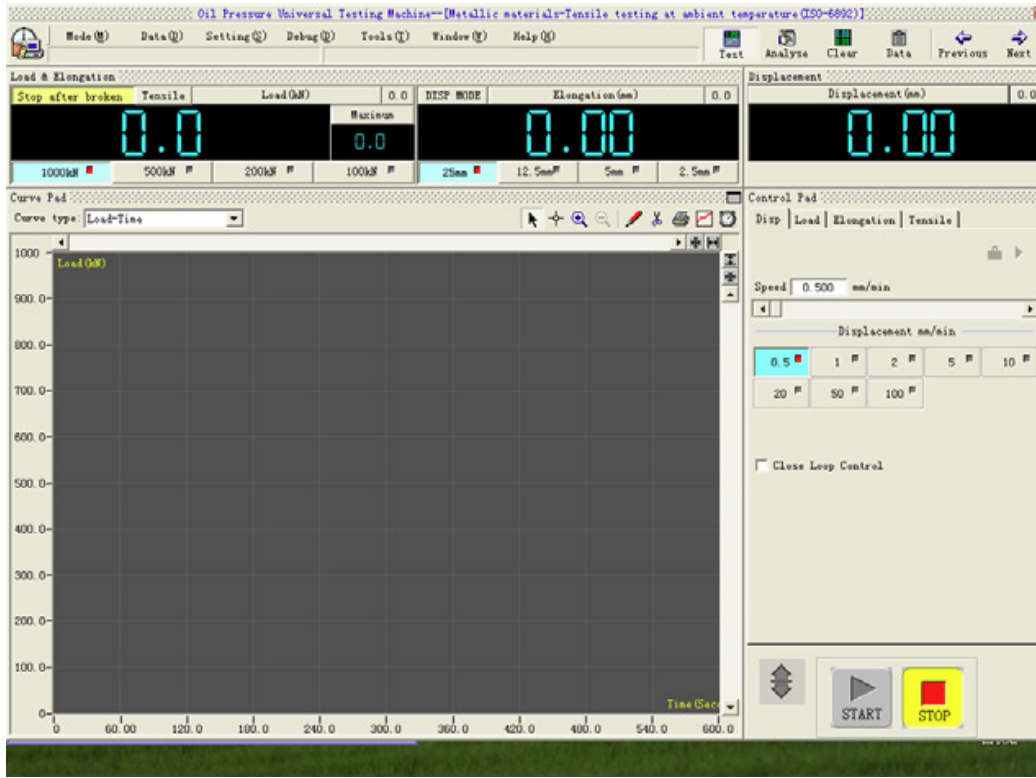 Oil Pressure Universal Testing Machine--[Metallic materials-Tensile testing at ambient temperature(ISO-6892)]
Mode(M) Data(D) Setting(S) Debug(Q) Tools(T) Window(W) Help(H)
Test Analyse Clear Data Previous Next
Load & Elongation
Stop after broken Tensile Load(kN) 0.0 DISP MODE Elongation(mm) 0.0
0.0 Maximum 0.0 0.00
1000kN 500kN 200kN 100kN 25mm 12.5mm 5mm 2.5mm
Displacement
Displacement(mm) 0.0
0.00
Curve Pad
Curve type: Load-Time
Load(kN)
1000
900.0
800.0
700.0
600.0
500.0
400.0
300.0
200.0
100.0
0
Time(Sec
0 60.00 120.0 180.0 240.0 300.0 360.0 420.0 480.0 540.0 600.0
Control Pad
Disp Load Elongation Tensile
Speed 0.500 mm/min
Displacement mm/min
0.5 1 2 5 10
20 50 100
Close Loop Control
START STOP